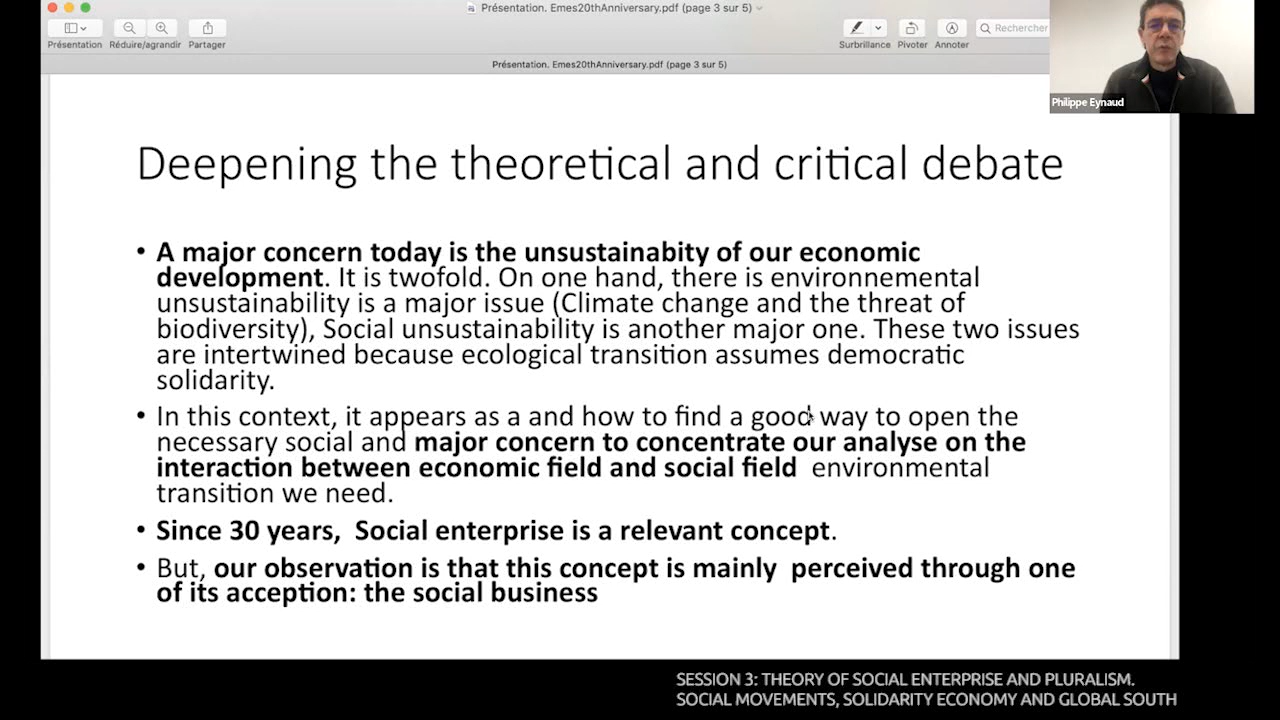 Présentation. Emes20thAnniversary.pdf (page 3 sur 5)
Présentation
Réduire/agrandir
Partager
Surbrillance
Pivoter
Annoter
Rechercher
Présentation. Emes20thAnniversary.pdf (page 3 sur 5)
Philippe Eynaud
Deepening the theoretical and critical debate
• A major concern today is the unsustainabity of our economic
development. It is twofold. On one hand, there is environnemental
unsustainability is a major issue (Climate change and the threat of
biodiversity), Social unsustainability is another major one. These two issues
are intertwined because ecological transition assumes democratic
solidarity.
• In this context, it appears as a and how to find a good way to open the
necessary social and major concern to concentrate our analyse on the
interaction between economic field and social field environmental
transition we need.
• Since 30 years, Social enterprise is a relevant concept.
• But, our observation is that this concept is mainly perceived through one
of its acception: the social business
SESSION 3: THEORY OF SOCIAL ENTERPRISE AND PLURALISM.
SOCIAL MOVEMENTS, SOLIDARITY ECONOMY AND GLOBAL SOUTH